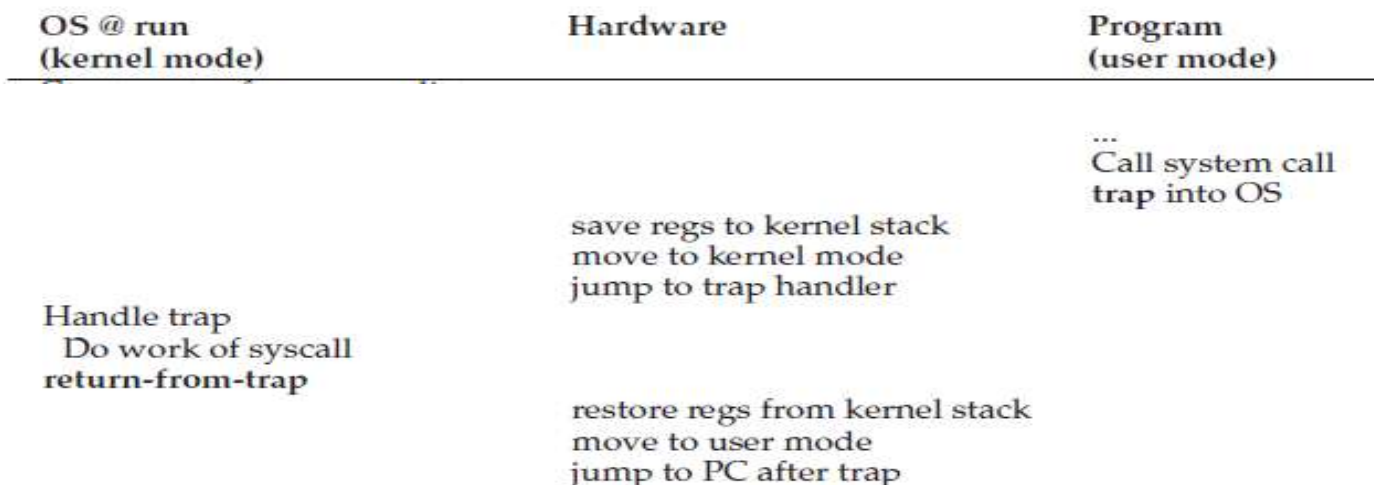 OS @ run Hardware Program
(kernel mode) (user mode)
...
Call system call
trap into OS
save regs to kernel stack
move to kernel mode
jump to trap handler
Handle trap
Do work of syscall
return-from-trap
restore regs from kernel stack
move to user mode
jump to PC after trap